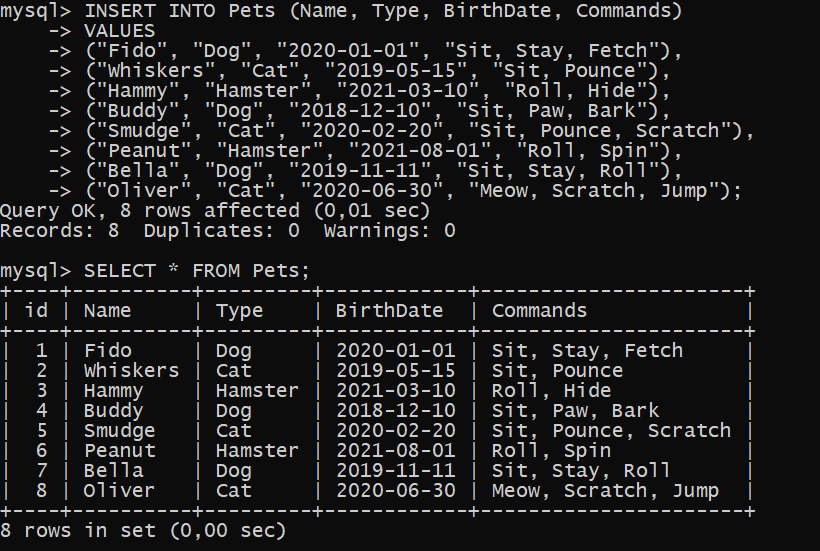 mysql> INSERT INTO Pets (Name, Type, BirthDate, Commands)
    -> VALUES
    -> ("Fido", "Dog", "2020-01-01", "Sit, Stay, Fetch"),
    -> ("Whiskers", "Cat", "2019-05-15", "Sit, Pounce"),
    -> ("Hammy", "Hamster", "2021-03-10", "Roll, Hide"),
    -> ("Buddy", "Dog", "2018-12-10", "Sit, Paw, Bark"),
    -> ("Smudge", "Cat", "2020-02-20", "Sit, Pounce, Scratch"),
    -> ("Peanut", "Hamster", "2021-08-01", "Roll, Spin"),
    -> ("Bella", "Dog", "2019-11-11", "Sit, Stay, Roll"),
    -> ("Oliver", "Cat", "2020-06-30", "Meow, Scratch, Jump");
Query OK, 8 rows affected (0,01 sec)
Records: 8  Duplicates: 0  Warnings: 0

mysql> SELECT * FROM Pets;
+----+----------+---------+------------+----------------------+
| id | Name     | Type    | BirthDate  | Commands             |
+----+----------+---------+------------+----------------------+
|  1 | Fido     | Dog     | 2020-01-01 | Sit, Stay, Fetch     |
|  2 | Whiskers | Cat     | 2019-05-15 | Sit, Pounce          |
|  3 | Hammy    | Hamster | 2021-03-10 | Roll, Hide           |
|  4 | Buddy    | Dog     | 2018-12-10 | Sit, Paw, Bark       |
|  5 | Smudge   | Cat     | 2020-02-20 | Sit, Pounce, Scratch |
|  6 | Peanut   | Hamster | 2021-08-01 | Roll, Spin           |
|  7 | Bella    | Dog     | 2019-11-11 | Sit, Stay, Roll      |
|  8 | Oliver   | Cat     | 2020-06-30 | Meow, Scratch, Jump  |
+----+----------+---------+------------+----------------------+
8 rows in set (0,00 sec)